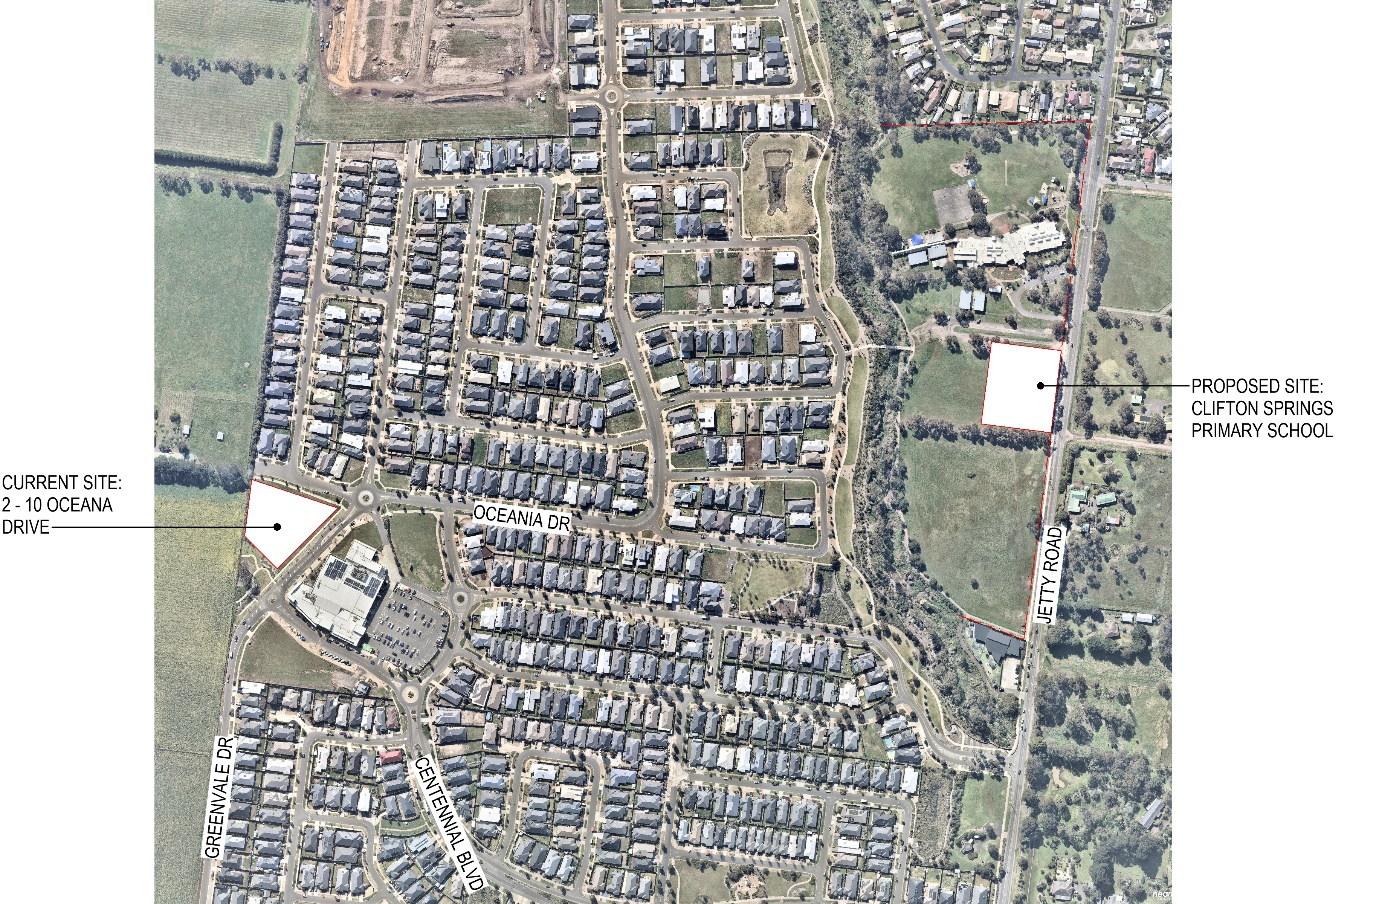 PROPOSED SITE:
CLIFTON SPRINGS
PRIMARY SCHOOL
CURRENT SITE:
2 - 10 OCEANA
DRIVE
OCEANIA DR
JETTY ROAD
GREENVALE DR
CENTENNIAL BLVD